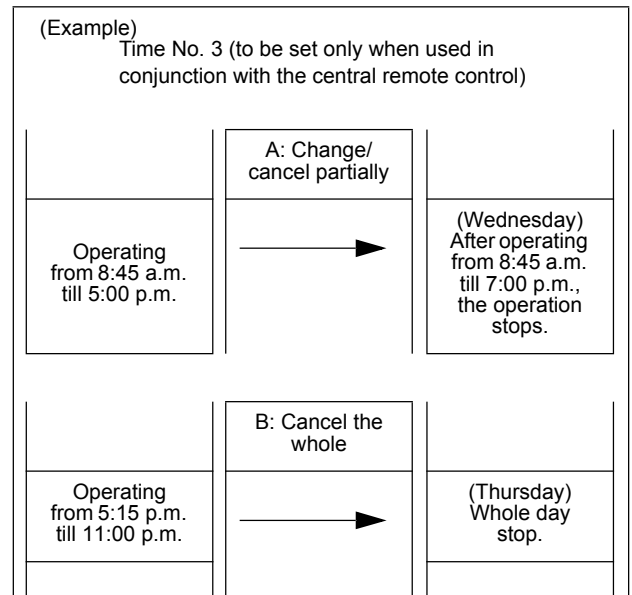 (Example)
Time No. 3 (to be set only when used in
conjunction with the central remote control)
A: Change/
cancel partially
Operating
from 8:45 a.m.
till 5:00 p.m.
(Wednesday)
After operating
from 8:45 a.m.
till 7:00 p.m.,
the operation
stops.
B: Cancel the
whole
Operating
from 5:15 p.m.
till 11:00 p.m.
(Thursday)
Whole day
stop.